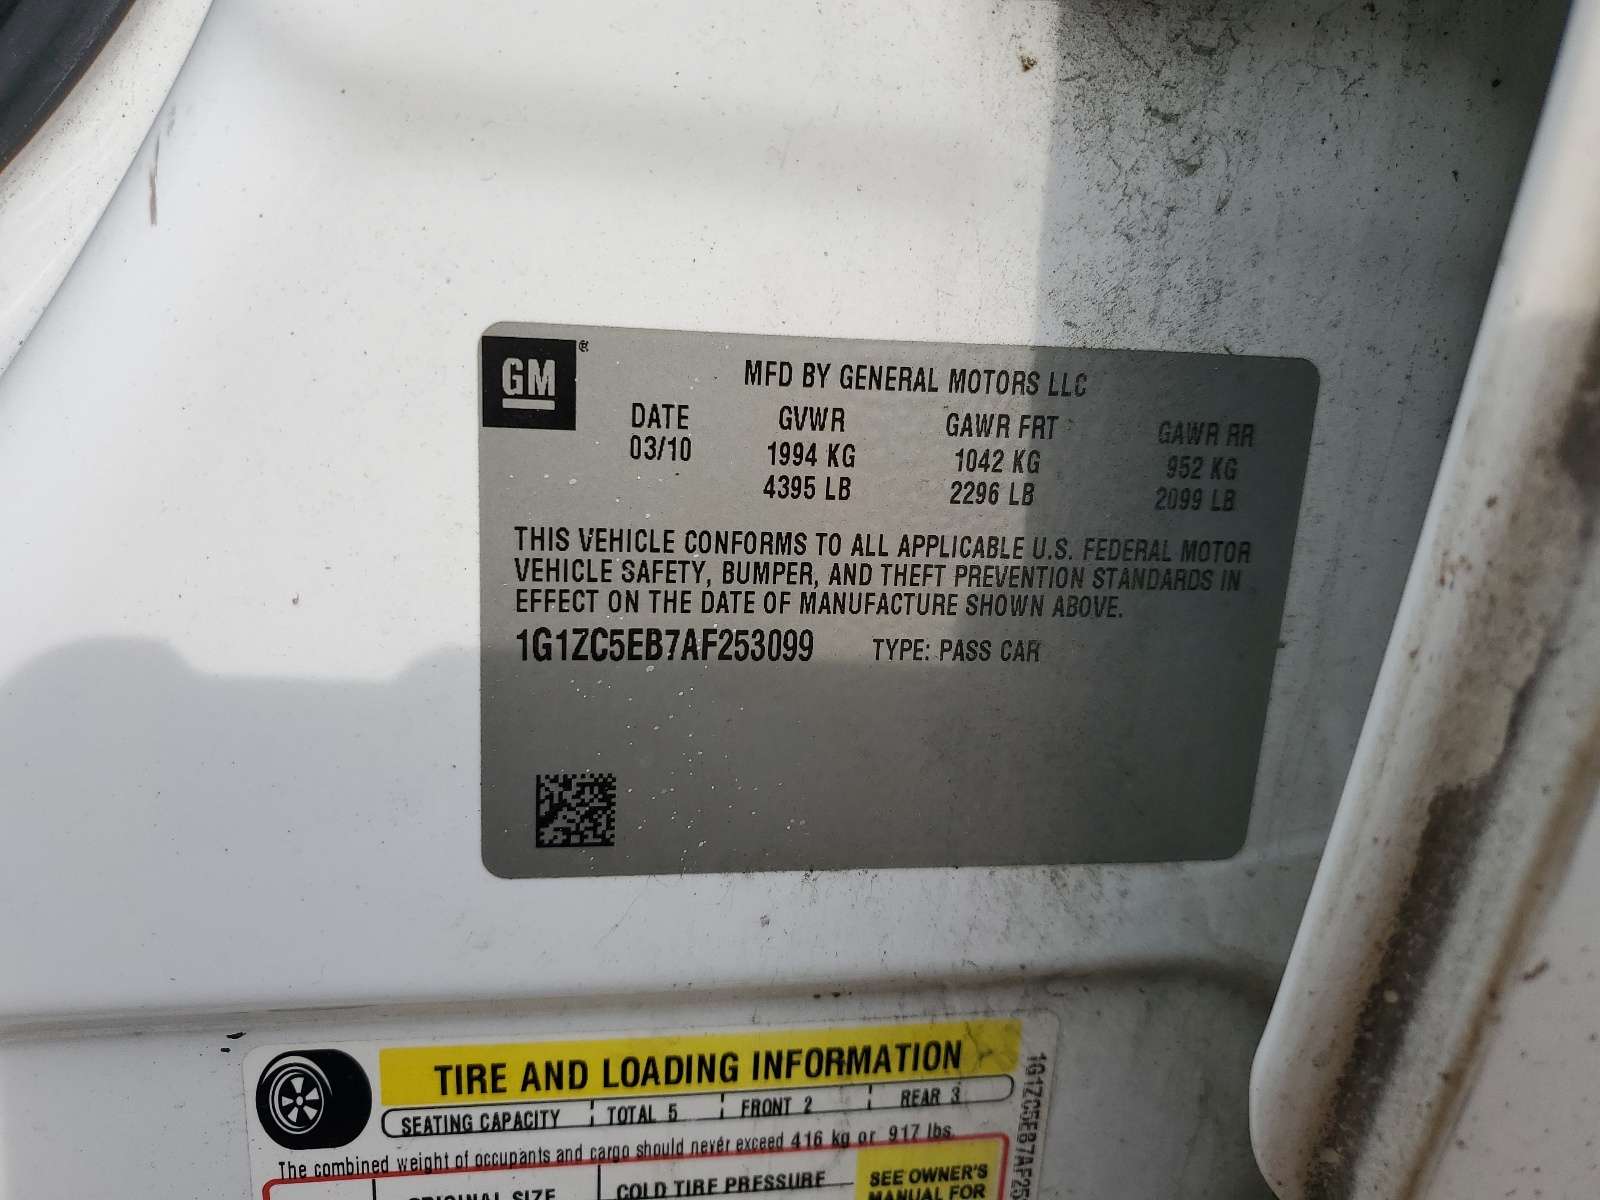 GM
MFD BY GENERAL MOTORS LLC
DATE GVWR GAWR FRT GAWR RR
03/10 1994 KG 1042 KG 952 KG
4395 LB 2296 LB 2099 LB
THIS VEHICLE CONFORMS TO ALL APPLICABLE U.S. FEDERAL MOTOR
VEHICLE SAFETY, BUMPER, AND THEFT PREVENTION STANDARDS IN
EFFECT ON THE DATE OF MANUFACTURE SHOWN ABOVE.
1G1ZC5EB7AF253099 TYPE: PASS CAR
TIRE AND LOADING INFORMATION
SEATING CAPACITY TOTAL 5 FRONT 2 REAR 3
The combined weight of occupants and cargo should never exceed 416 kg or 917 lbs.
ORIGINAL SIZE COLD TIRE PRESSURE SEE OWNER'S
MANUAL FOR
1G1ZC5EB7AF25